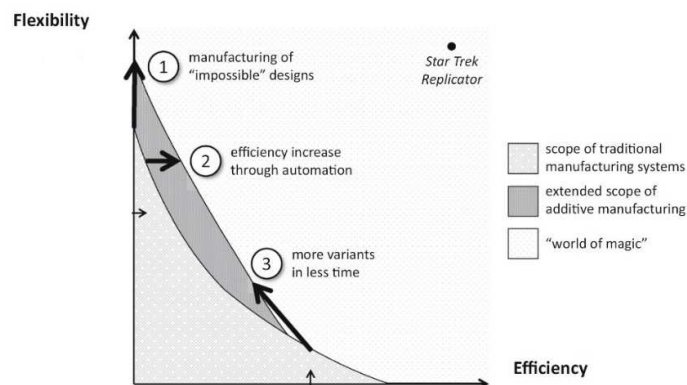 Flexibility
1
manufacturing of
“impossible” designs
Star Trek
Replicator
2
efficiency increase
through automation
scope of traditional
manufacturing systems
extended scope of
additive manufacturing
“world of magic”
3
more variants
in less time
Efficiency